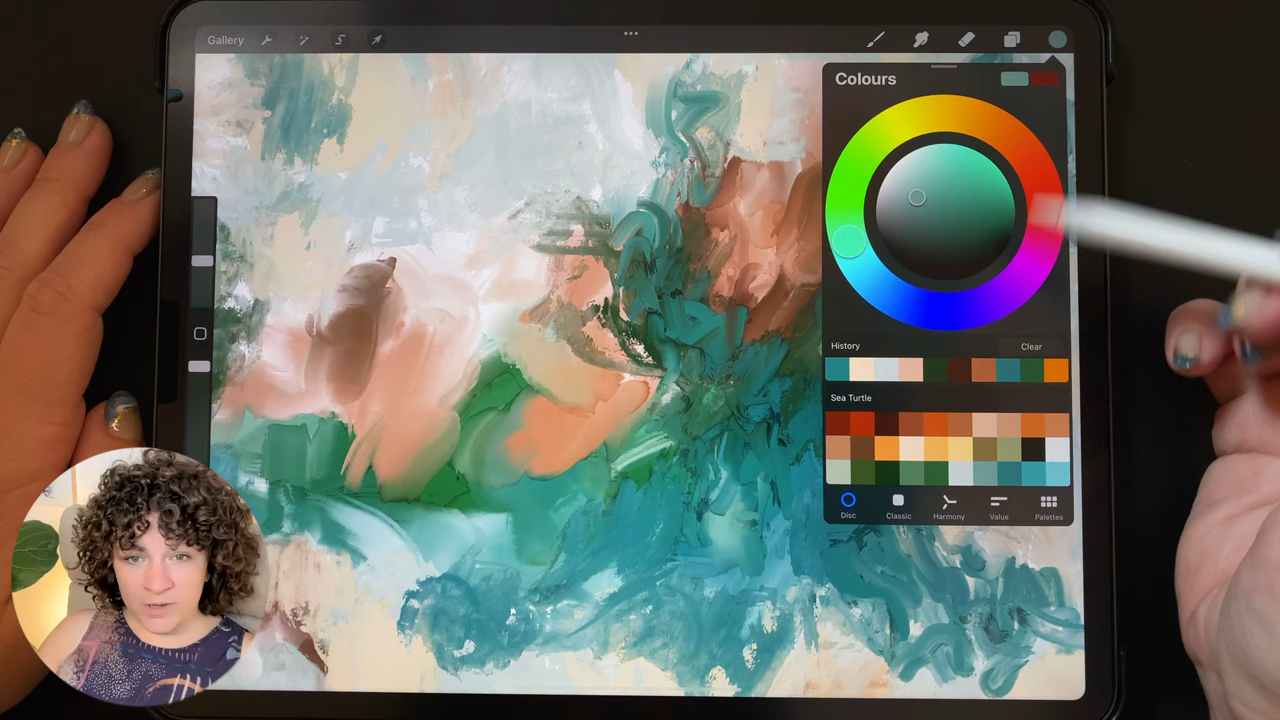 Gallery
Colours
History
Clear
Sea Turtle
Disc
Classic
Harmony
Value
Palettes